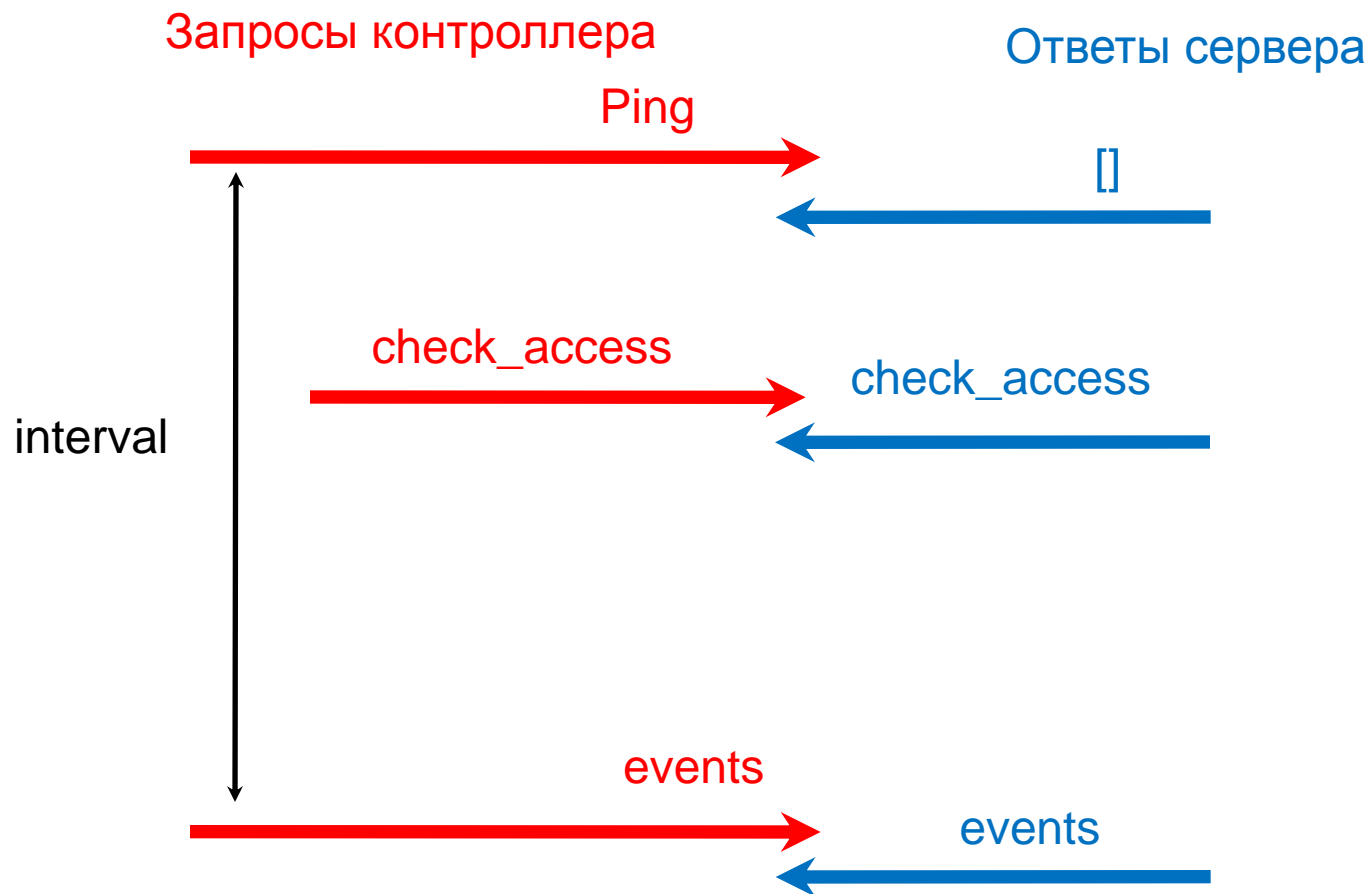 Запросы контроллера
Ответы сервера
Ping
[]
check_access
check_access
interval
events
events